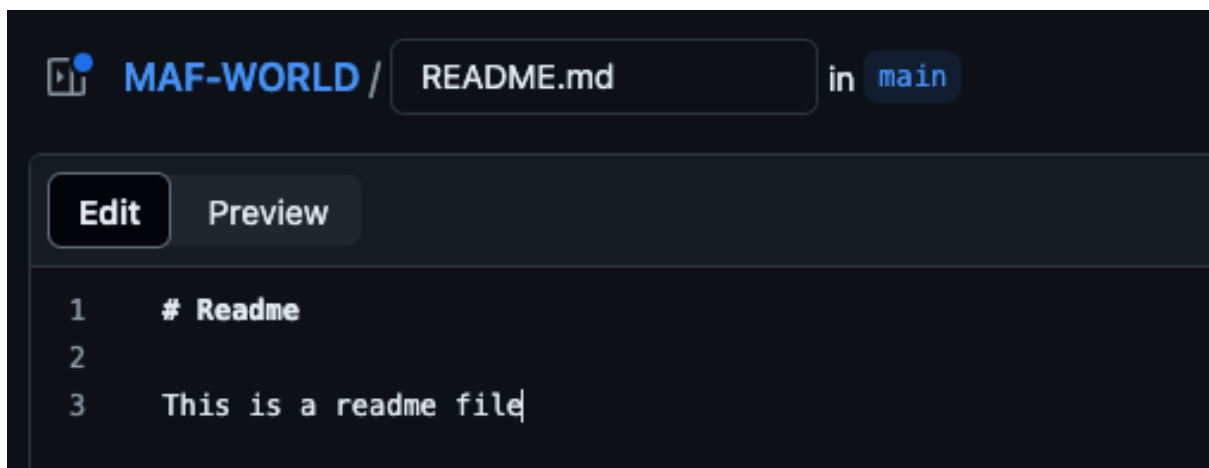 MAF-WORLD / README.md in main
Edit Preview
1 # Readme
2
3 This is a readme file